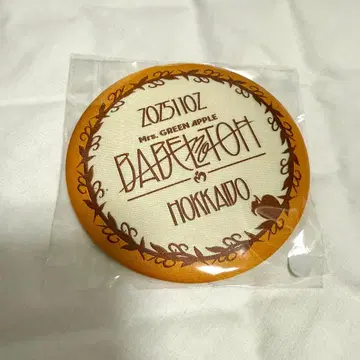 20251102
Mrs. GREEN APPLE
BABEL no TOH
HOKKAIDO